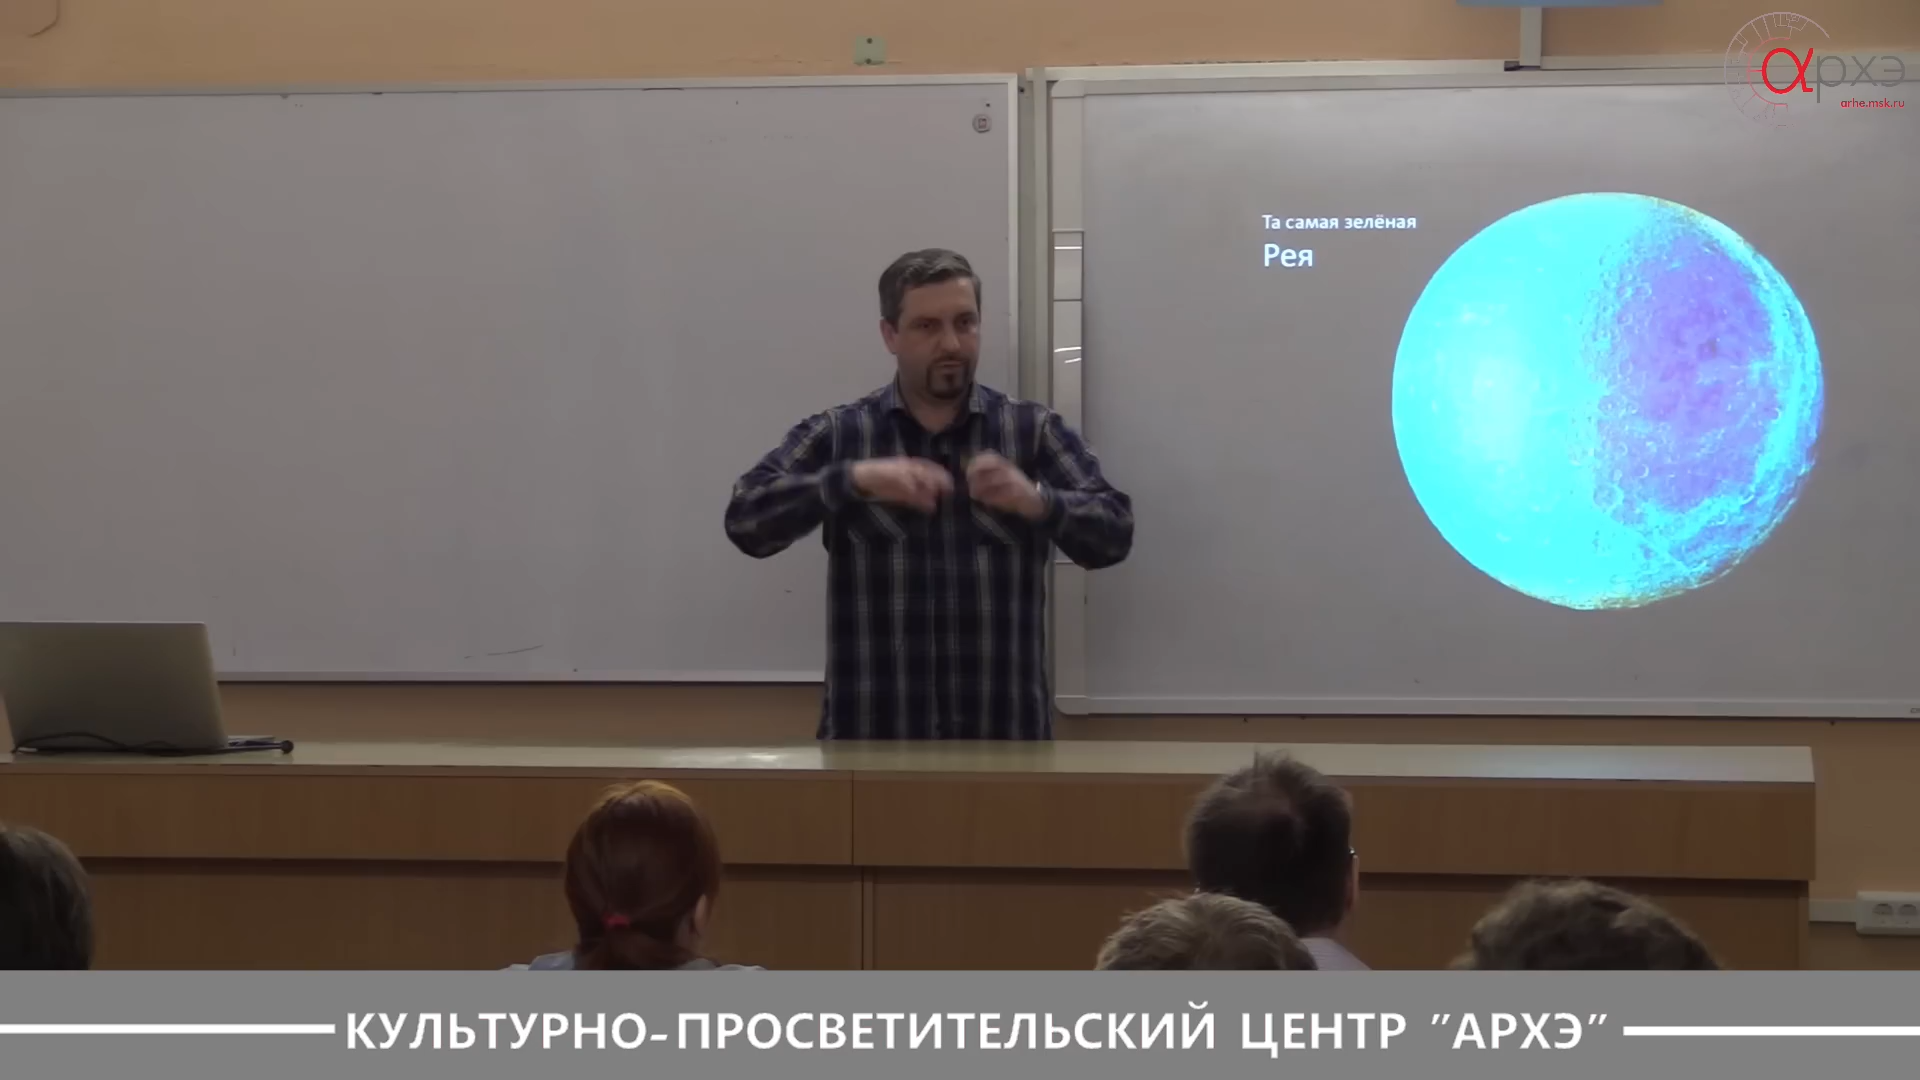 αрхэ
arhe.msk.ru
Та самая зелёная
Рея
КУЛЬТУРНО-ПРОСВЕТИТЕЛЬСКИЙ ЦЕНТР "АРХЭ"